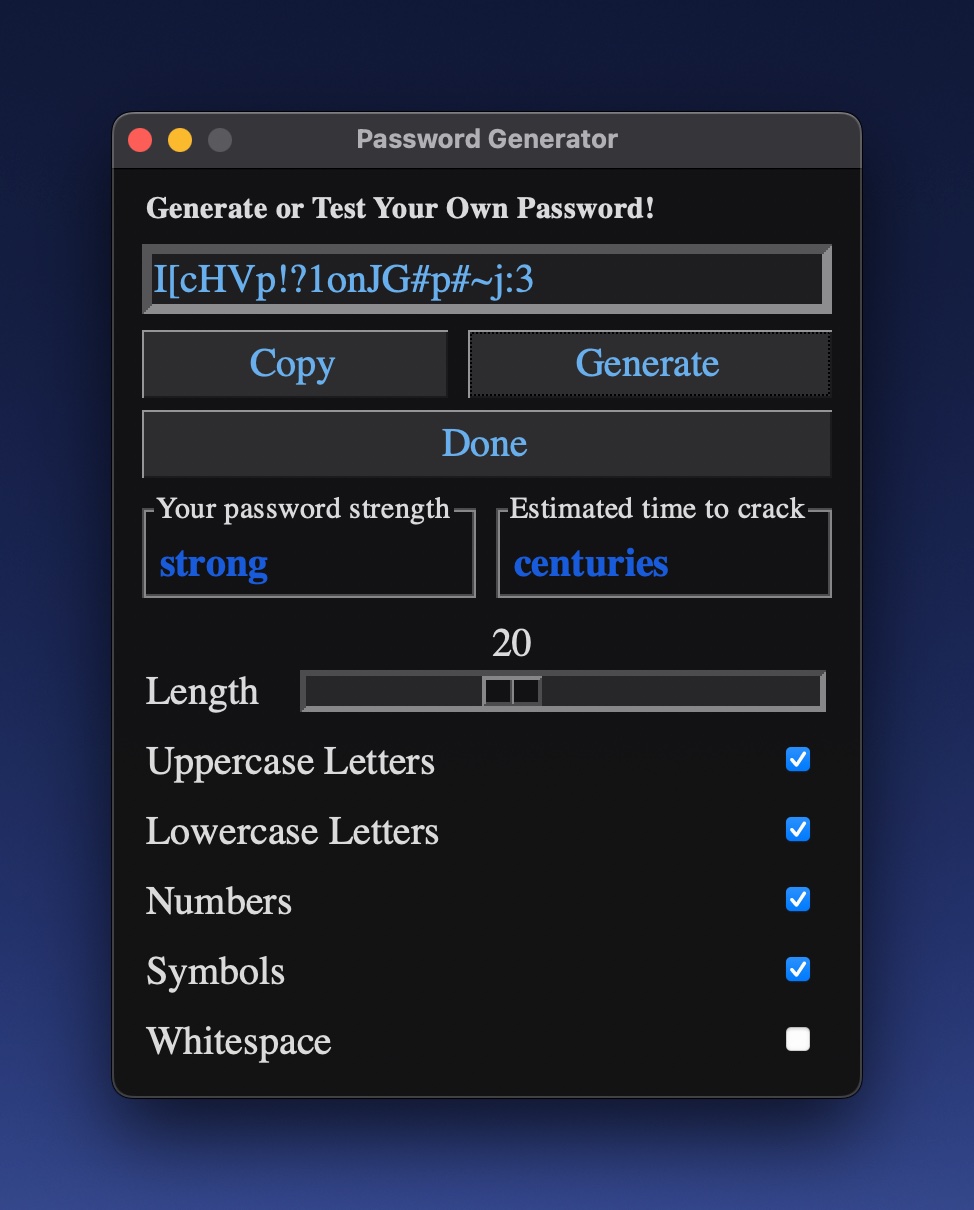 Password Generator
Generate or Test Your Own Password!
I[cHVp!?1onJG#p#~j:3
Copy Generate
Done
Your password strength Estimated time to crack
strong centuries
20
Length
Uppercase Letters
Lowercase Letters
Numbers
Symbols
Whitespace